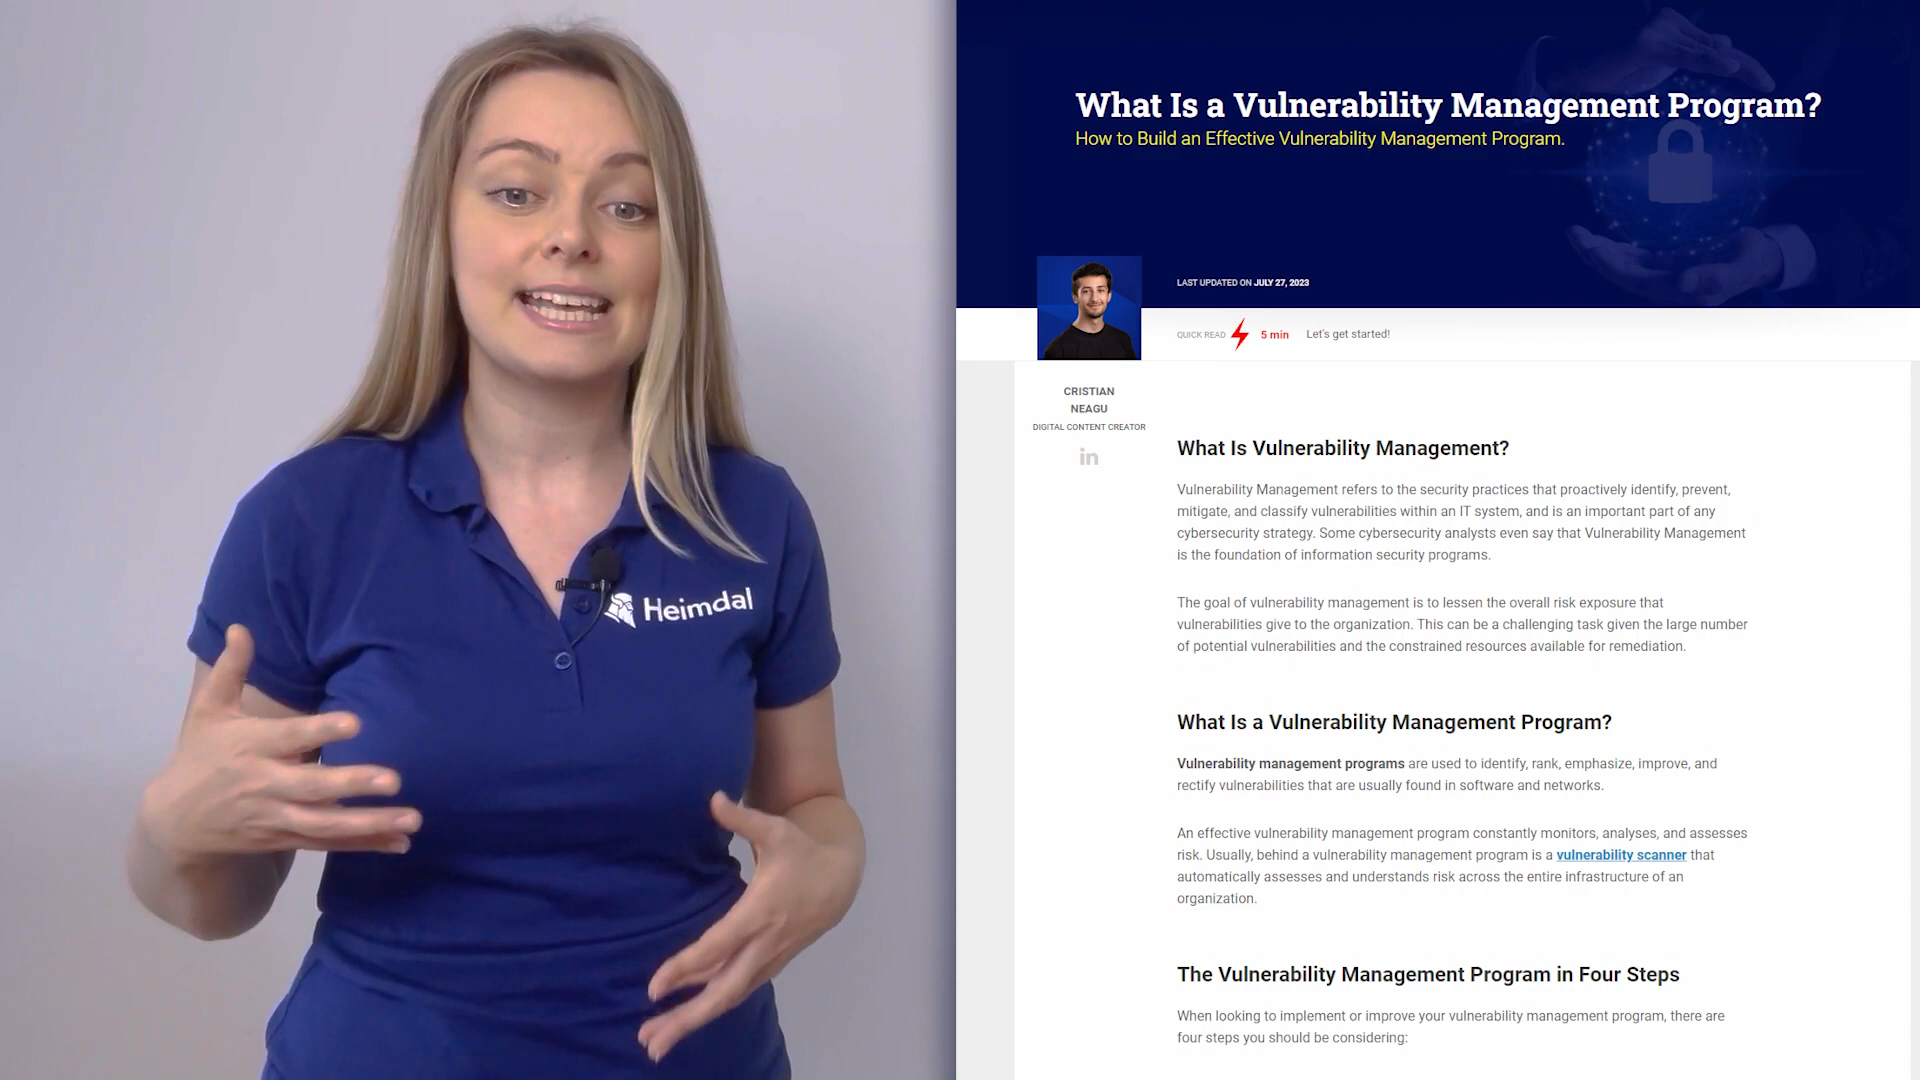 Heimdal
What Is a Vulnerability Management Program?
How to Build an Effective Vulnerability Management Program.
LAST UPDATED ON JULY 27, 2023
QUICK READ 5 min Let's get started!
CRISTIAN
NEAGU
DIGITAL CONTENT CREATOR
in
What Is Vulnerability Management?
Vulnerability Management refers to the security practices that proactively identify, prevent,
mitigate, and classify vulnerabilities within an IT system, and is an important part of any
cybersecurity strategy. Some cybersecurity analysts even say that Vulnerability Management
is the foundation of information security programs.
The goal of vulnerability management is to lessen the overall risk exposure that
vulnerabilities give to the organization. This can be a challenging task given the large number
of potential vulnerabilities and the constrained resources available for remediation.
What Is a Vulnerability Management Program?
Vulnerability management programs are used to identify, rank, emphasize, improve, and
rectify vulnerabilities that are usually found in software and networks.
An effective vulnerability management program constantly monitors, analyses, and assesses
risk. Usually, behind a vulnerability management program is a vulnerability scanner that
automatically assesses and understands risk across the entire infrastructure of an
organization.
The Vulnerability Management Program in Four Steps
When looking to implement or improve your vulnerability management program, there are
four steps you should be considering: